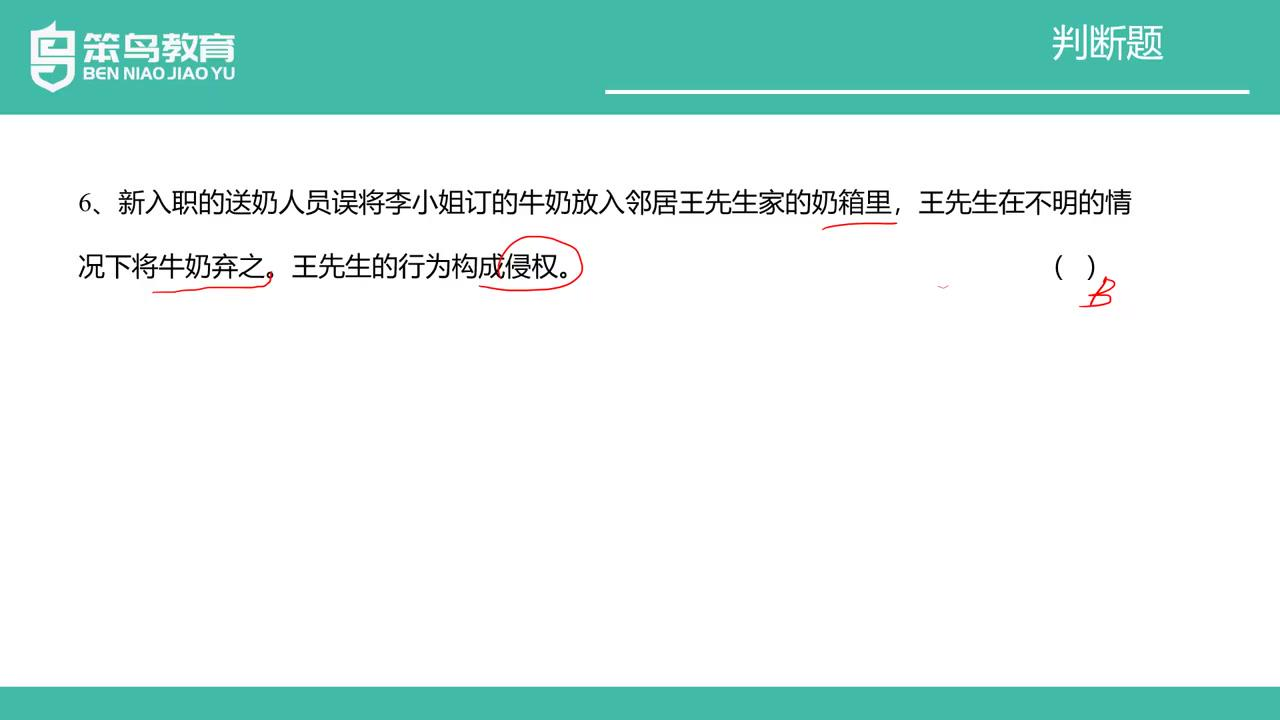 笨鸟教育
BEN NIAO JIAO YU
判断题
6、新入职的送奶人员误将李小姐订的牛奶放入邻居王先生家的奶箱里，王先生在不明的情
况下将牛奶弃之。王先生的行为构成侵权。 （ ）
B